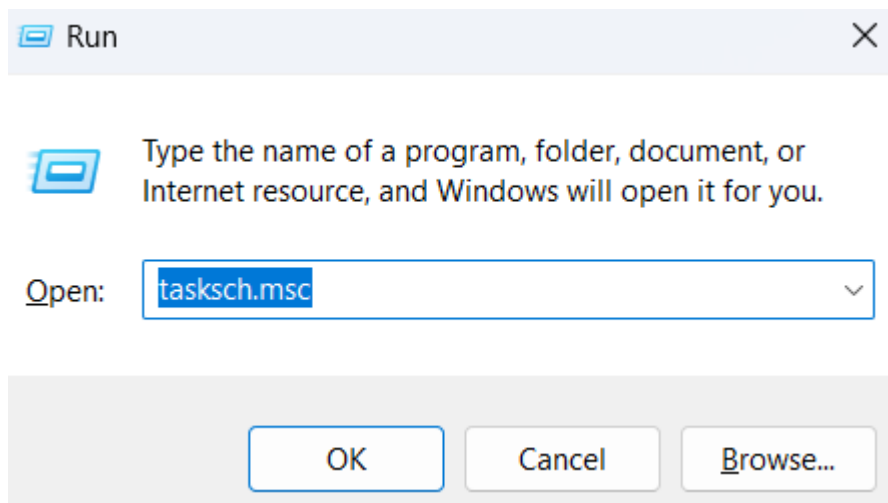 Run
Type the name of a program, folder, document, or
Internet resource, and Windows will open it for you.
Open: tasksch.msc
OK Cancel Browse...